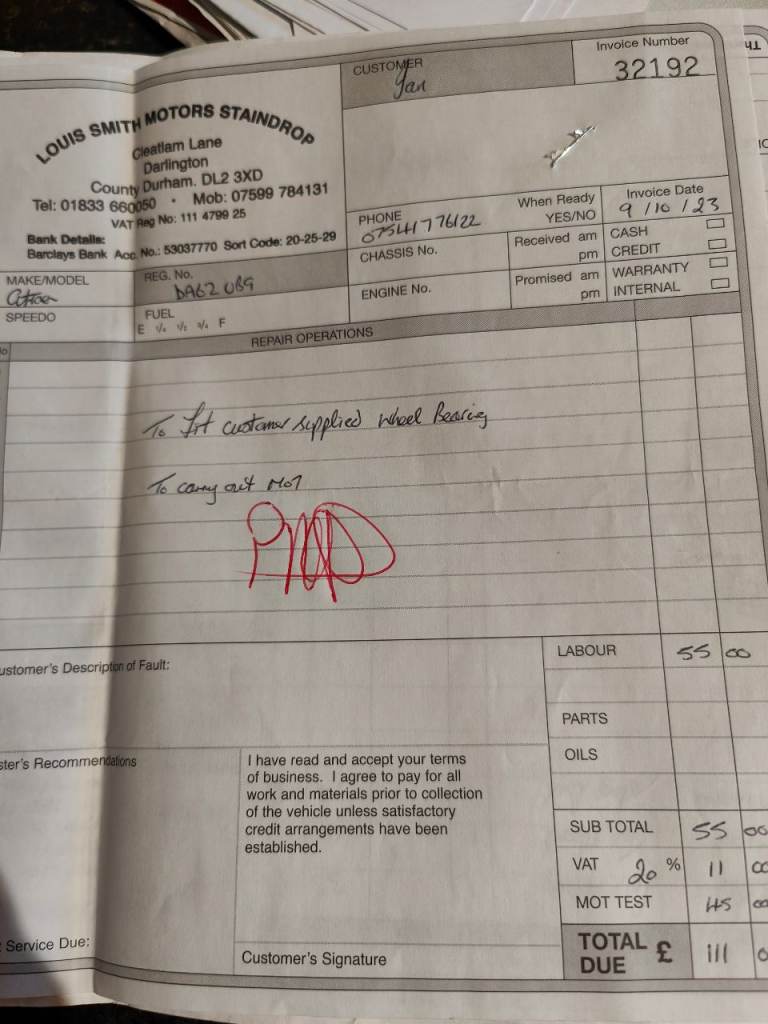 CUSTOMER
Invoice Number
32192
LOUIS SMITH MOTORS STAINDROP
Cleatlam Lane
Darlington
County Durham. DL2 3XD
Tel: 01833 660050 • Mob: 07599 784131
VAT Reg No: 111 4799 25
Bank Details:
Barclays Bank Acc. No.: 53037770 Sort Code: 20-25-29
PHONE 07541776122
When Ready
YES/NO
Invoice Date
9/10/23
CHASSIS No.
Received am
pm
CASH
CREDIT
ENGINE No.
Promised am
pm
WARRANTY
INTERNAL
MAKE/MODEL
REG. No.
SPEEDO
FUEL
E ¼ ½ ¾ F
REPAIR OPERATIONS
To fit customer supplied Wheel Bearing
To carry out MOT
Customer's Description of Fault:
LABOUR 55 00
PARTS
OILS
Recommendations
I have read and accept your terms
of business. I agree to pay for all
work and materials prior to collection
of the vehicle unless satisfactory
credit arrangements have been
established.
SUB TOTAL 55 00
VAT 20 % 11 00
MOT TEST 45 00
TOTAL
DUE £ 111 0
Service Due:
Customer's Signature